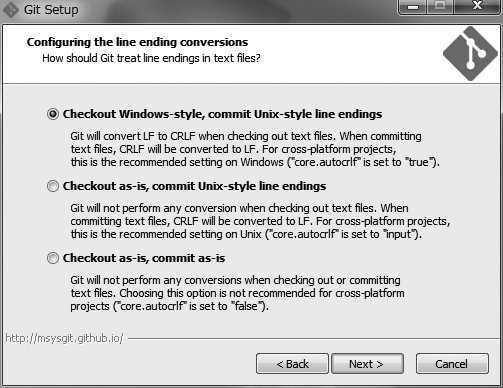 Git Setup
Configuring the line ending conversions
How should Git treat line endings in text files?
Checkout Windows-style, commit Unix-style line endings
Git will convert LF to CRLF when checking out text files. When committing
text files, CRLF will be converted to LF. For cross-platform projects,
this is the recommended setting on Windows ("core.autocrlf" is set to "true").
Checkout as-is, commit Unix-style line endings
Git will not perform any conversion when checking out text files. When
committing text files, CRLF will be converted to LF. For cross-platform projects,
this is the recommended setting on Unix ("core.autocrlf" is set to "input").
Checkout as-is, commit as-is
Git will not perform any conversions when checking out or committing
text files. Choosing this option is not recommended for cross-platform
projects ("core.autocrlf" is set to "false").
http://msysgit.github.io/
< Back
Next >
Cancel